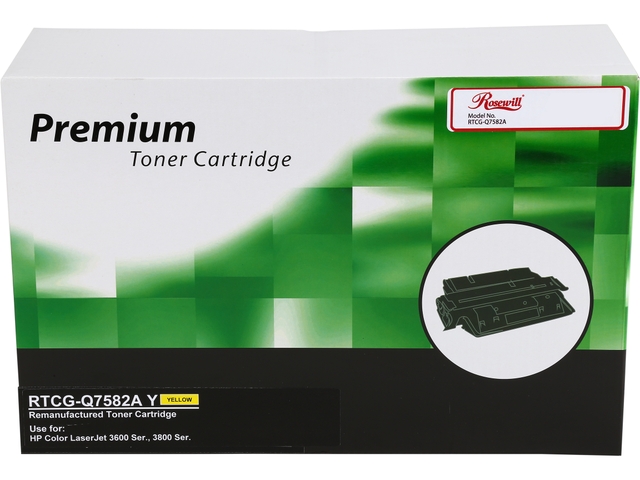 Rosewill
Model No.
RTCG-Q7582A
Premium
Toner Cartridge
RTCG-Q7582A Y YELLOW
Remanufactured Toner Cartridge
Use for:
HP Color LaserJet 3600 Ser., 3800 Ser.